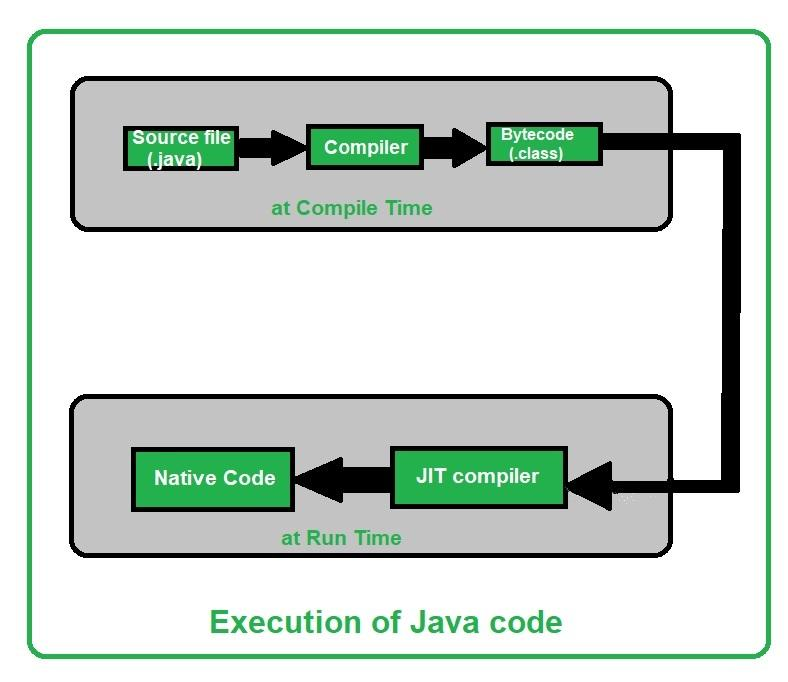 Source file
(.java)
Compiler
Bytecode
(.class)
at Compile Time
Native Code
JIT compiler
at Run Time
Execution of Java code